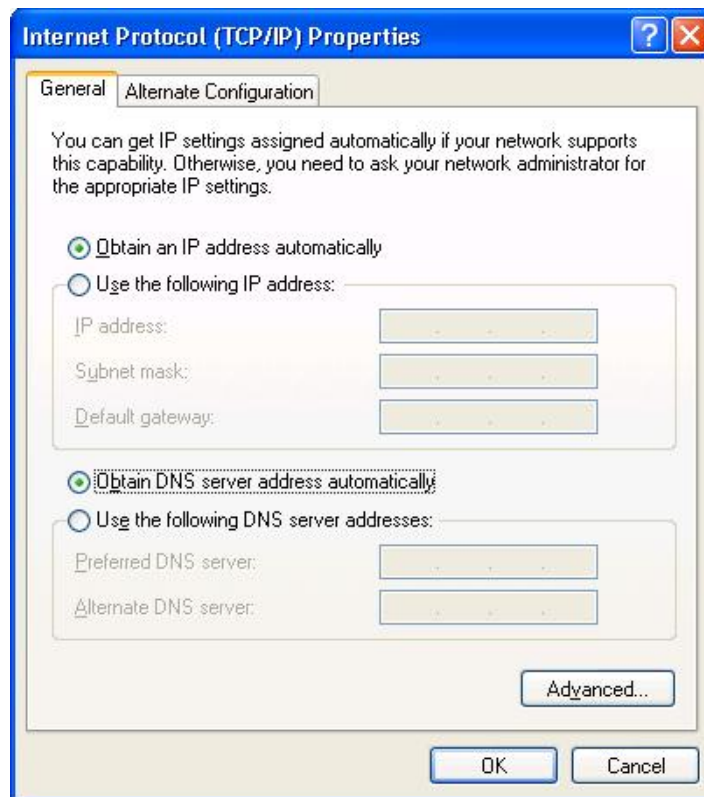 Internet Protocol (TCP/IP) Properties
General
Alternate Configuration
You can get IP settings assigned automatically if your network supports
this capability. Otherwise, you need to ask your network administrator for
the appropriate IP settings.
Obtain an IP address automatically
Use the following IP address:
IP address:
Subnet mask:
Default gateway:
Obtain DNS server address automatically
Use the following DNS server addresses:
Preferred DNS server:
Alternate DNS server:
Advanced...
OK
Cancel